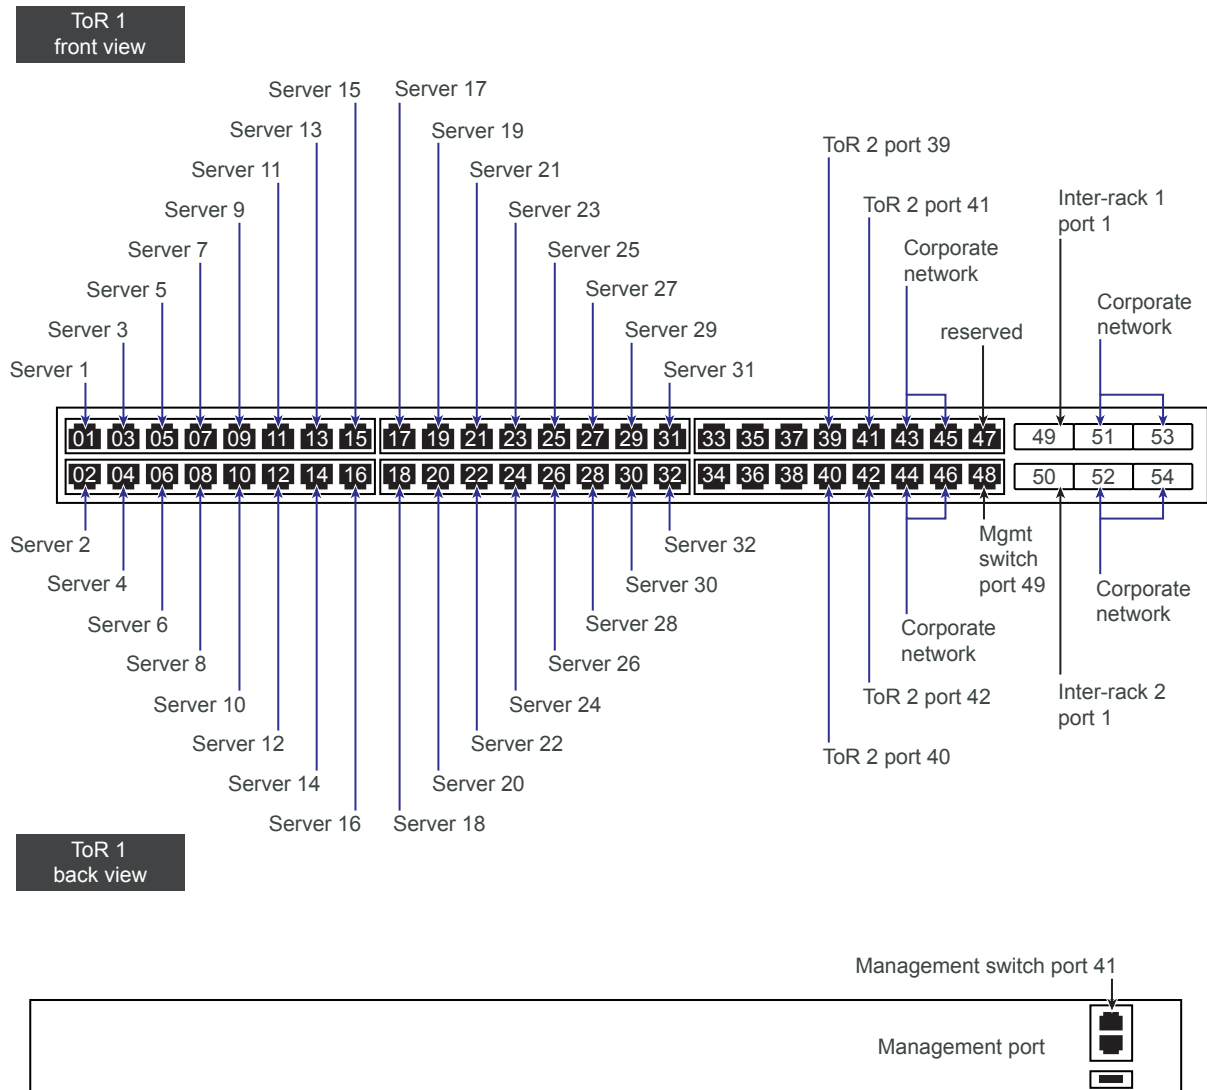 ToR 1
front view
Server 15
Server 17
Server 13
Server 19
ToR 2 port 39
Server 11
Server 21
Inter-rack 1
port 1
Server 9
Server 23
ToR 2 port 41
Server 7
Server 25
Corporate
network
Server 5
Server 27
Corporate
network
Server 3
Server 29
reserved
Server 1
Server 31
01 03 05 07 09 11 13 15 17 19 21 23 25 27 29 31 33 35 37 39 41 43 45 47 49 51 53
02 04 06 08 10 12 14 16 18 20 22 24 26 28 30 32 34 36 38 40 42 44 46 48 50 52 54
Server 2
Server 32
Mgmt
switch
port 49
Server 4
Server 30
Corporate
network
Server 6
Server 28
Corporate
network
Server 8
Server 26
Server 10
Server 24
ToR 2 port 42
Inter-rack 2
port 1
Server 12
Server 22
ToR 2 port 40
Server 14
Server 20
Server 16
Server 18
ToR 1
back view
Management switch port 41
Management port